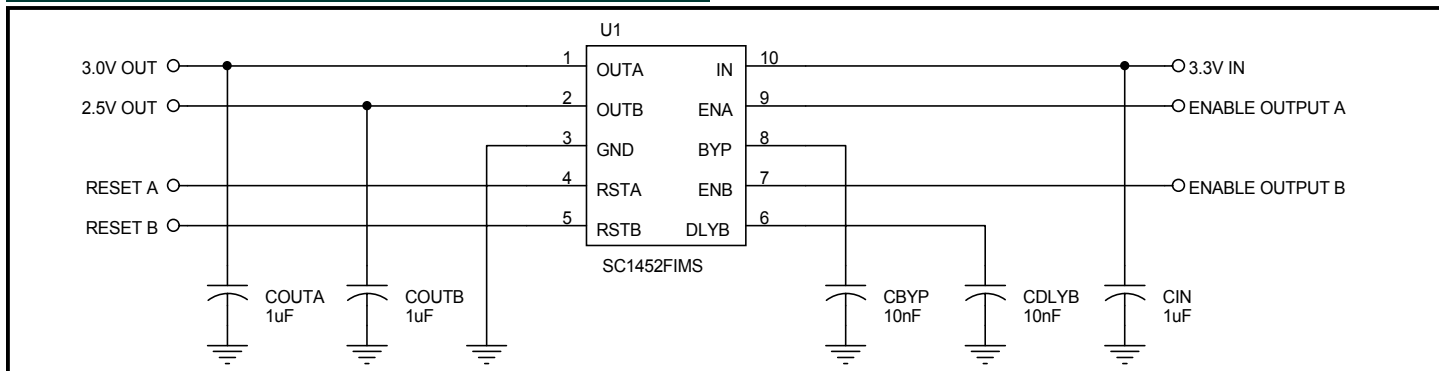 U1
3.0V OUT
1
OUTA
IN
10
3.3V IN
2.5V OUT
2
OUTB
ENA
9
ENABLE OUTPUT A
3
GND
BYP
8
RESET A
4
RSTA
ENB
7
ENABLE OUTPUT B
RESET B
5
RSTB
DLYB
6
SC1452FIMS
COUTA
1uF
COUTB
1uF
CBYP
10nF
CDLYB
10nF
CIN
1uF